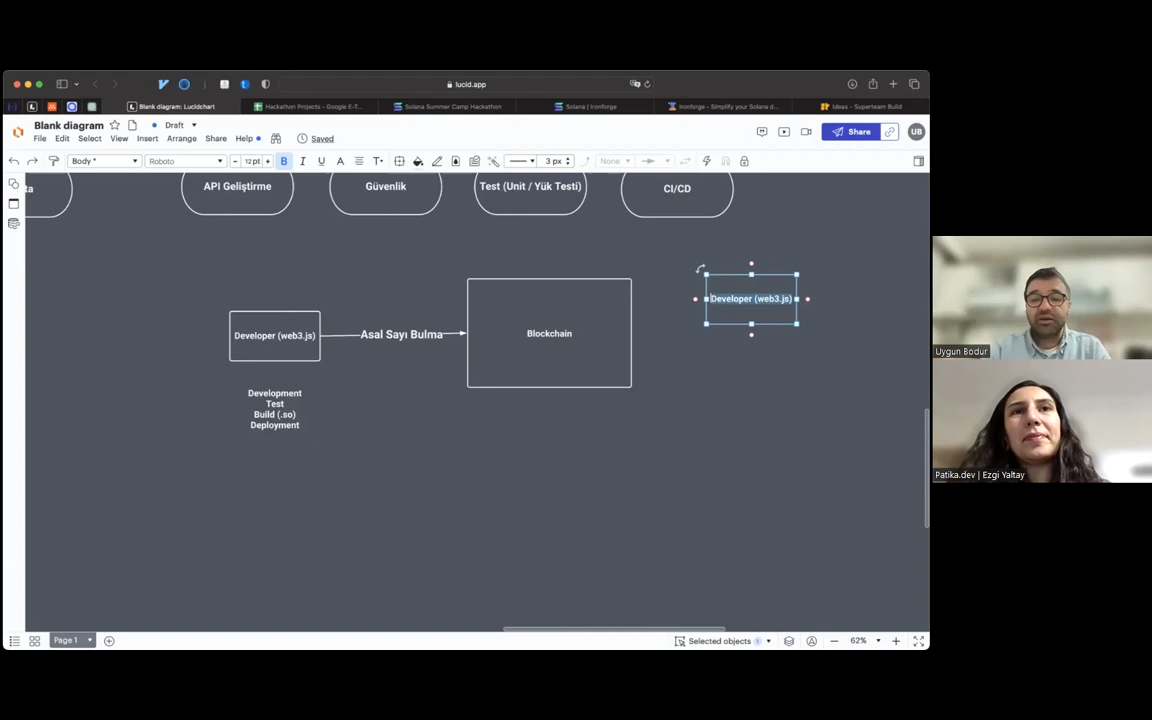 lucid.app
Blank diagram: Lucidchart
Hackathon Projects - Google E-T...
Solana Summer Camp Hackathon
Solana | Ironforge
Ironforge - Simplify your Solana d...
Ideas – Superteam Build
Blank diagram
Draft
File Edit Select View Insert Arrange Share Help
Saved
Share
UB
Body *
Roboto
12 pt
B I U A T
3 px
None
ta
API Geliştirme
Güvenlik
Test (Unit / Yük Testi)
CI/CD
Developer (web3.js)
Asal Sayı Bulma
Blockchain
Developer (web3.js)
Development
Test
Build (.so)
Deployment
Uygun Bodur
Patika.dev | Ezgi Yaltay
Page 1
Selected objects 1
62%